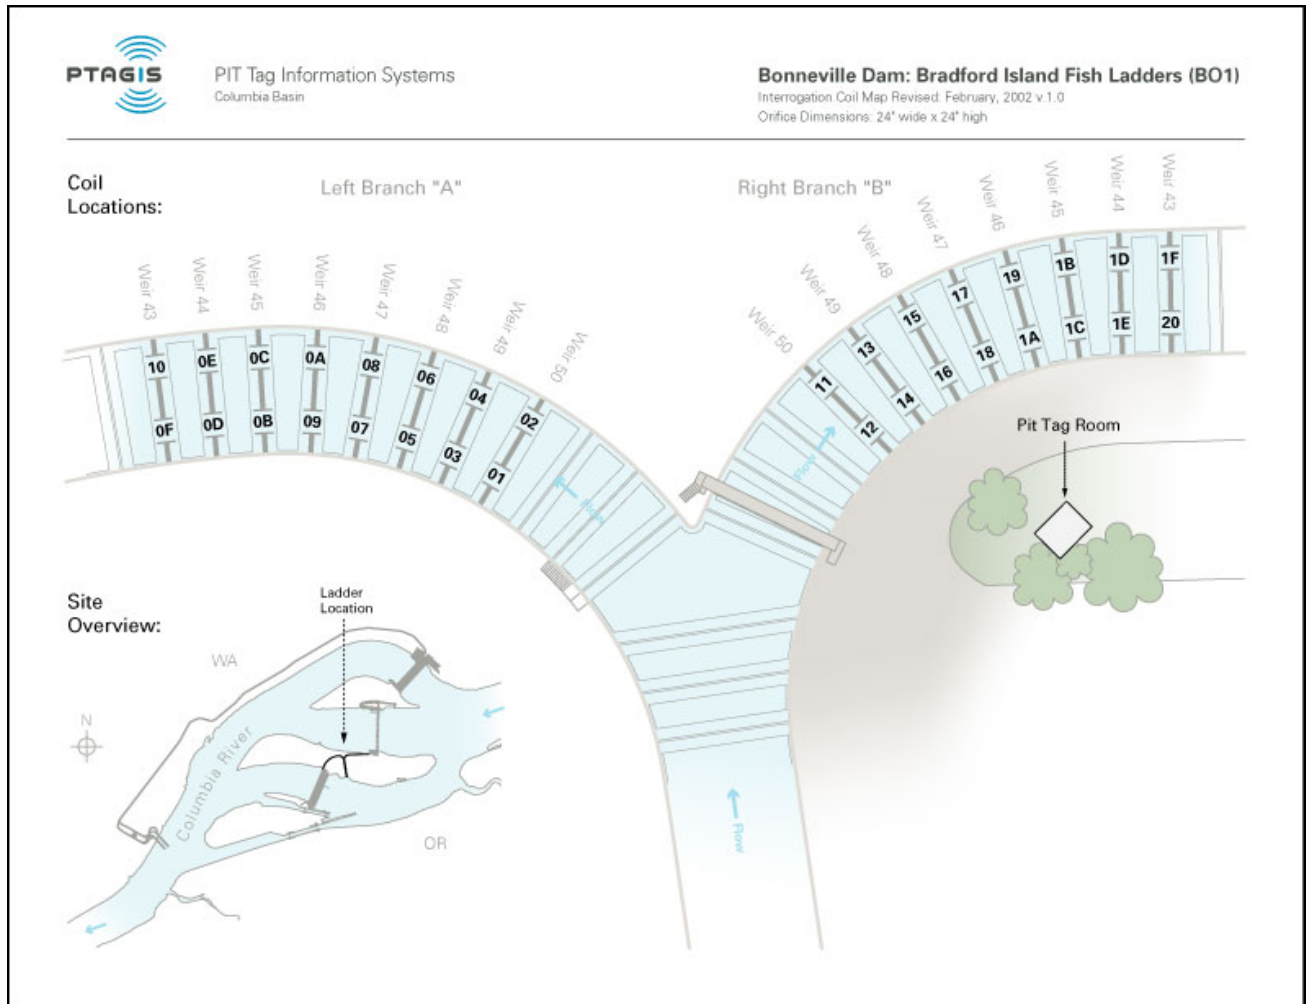 PTAGIS
PIT Tag Information Systems
Columbia Basin
Bonneville Dam: Bradford Island Fish Ladders (BO1)
Interrogation Coil Map Revised: February, 2002 v.1.0
Orifice Dimensions: 24" wide x 24" high
Coil
Locations:
Left Branch "A"
Right Branch "B"
Weir 43
Weir 44
Weir 45
Weir 46
Weir 47
Weir 48
Weir 49
Weir 50
Weir 50
Weir 49
Weir 48
Weir 47
Weir 46
Weir 45
Weir 44
Weir 43
10
0E
0C
0A
08
06
04
02
0F
0D
0B
09
07
05
03
01
11
13
15
17
19
1B
1D
1F
12
14
16
18
1A
1C
1E
20
Flow
Flow
Pit Tag Room
Site
Overview:
Ladder
Location
WA
N
Columbia River
OR
Flow